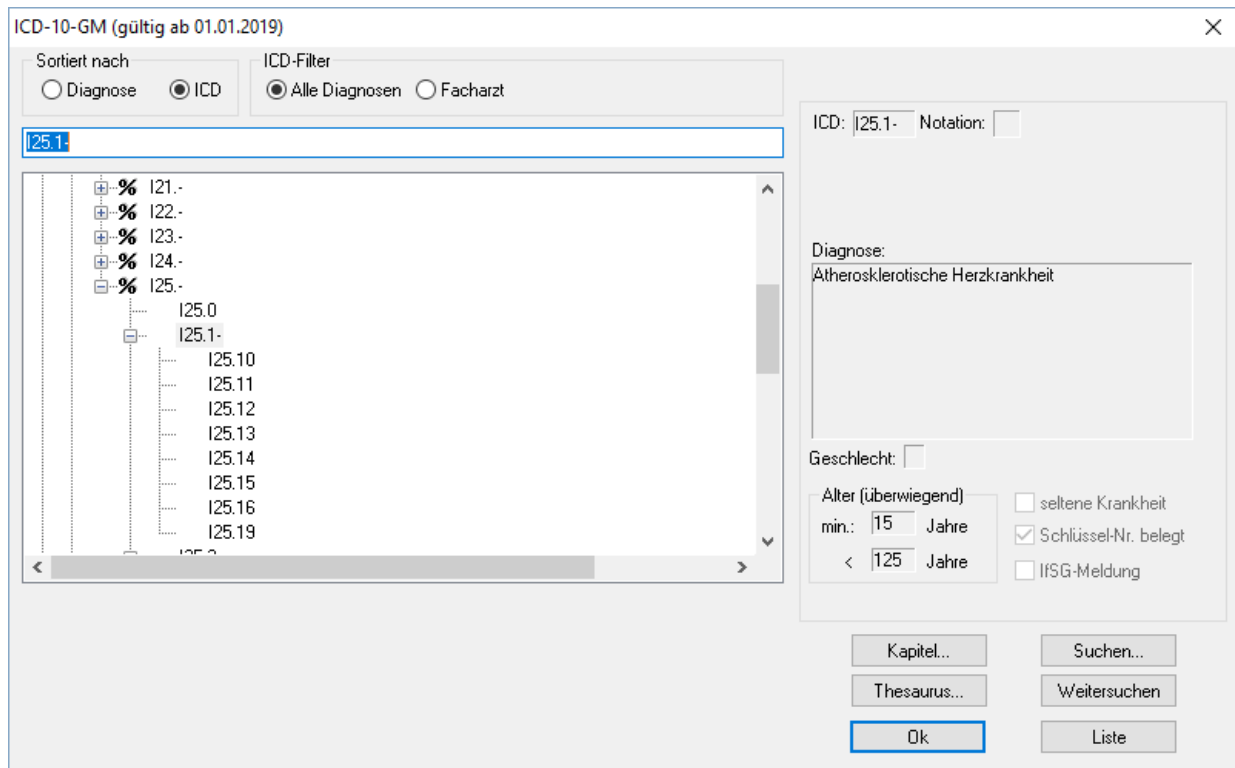 ICD-10-GM (gültig ab 01.01.2019)
Sortiert nach
Diagnose ICD
ICD-Filter
Alle Diagnosen Facharzt
I25.1-
I21.-
I22.-
I23.-
I24.-
I25.-
I25.0
I25.1-
I25.10
I25.11
I25.12
I25.13
I25.14
I25.15
I25.16
I25.19
ICD: I25.1- Notation:
Diagnose:
Atherosklerotische Herzkrankheit
Geschlecht:
Alter (überwiegend)
min.: 15 Jahre
< 125 Jahre
seltene Krankheit
Schlüssel-Nr. belegt
IfSG-Meldung
Kapitel... Suchen...
Thesaurus... Weitersuchen
Ok Liste